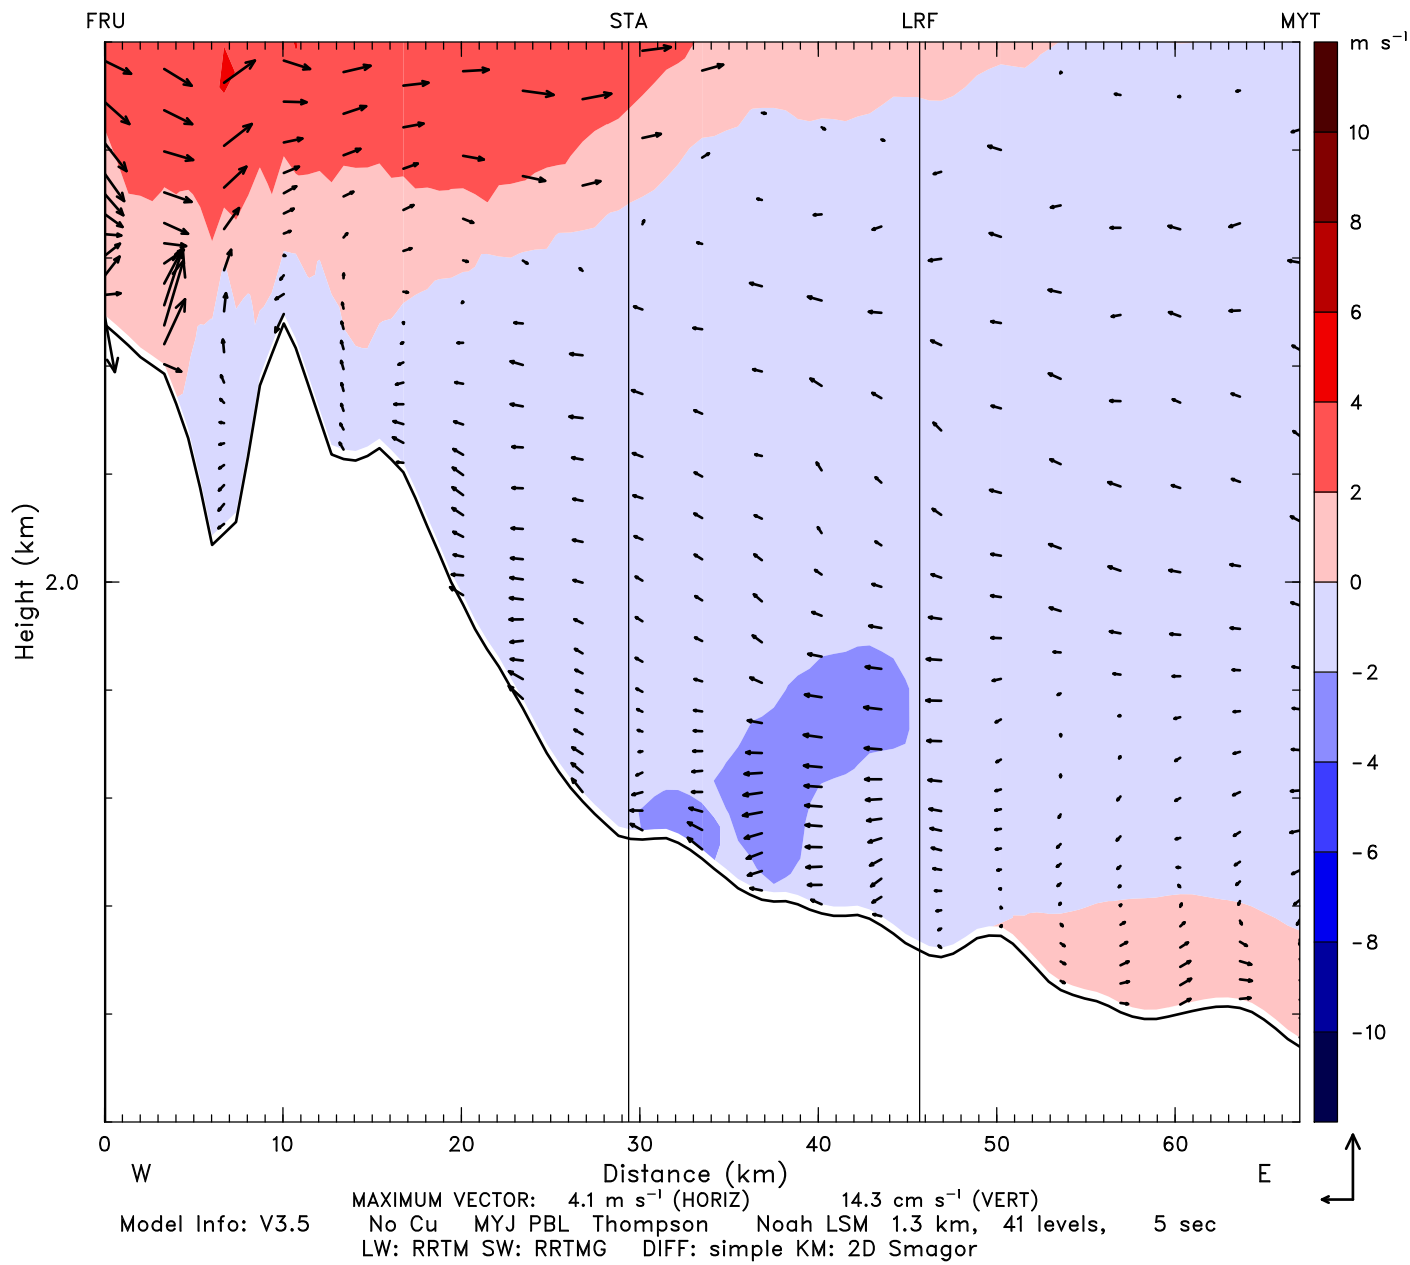 FRU STA LRF MYT
m s⁻¹
10
8
6
4
2
0
-2
-4
-6
-8
-10
Height (km)
2.0
0 10 20 30 40 50 60
W Distance (km) E
MAXIMUM VECTOR: 4.1 m s⁻¹ (HORIZ) 14.3 cm s⁻¹ (VERT)
Model Info: V3.5 No Cu MYJ PBL Thompson Noah LSM 1.3 km, 41 levels, 5 sec
LW: RRTM SW: RRTMG DIFF: simple KM: 2D Smagor